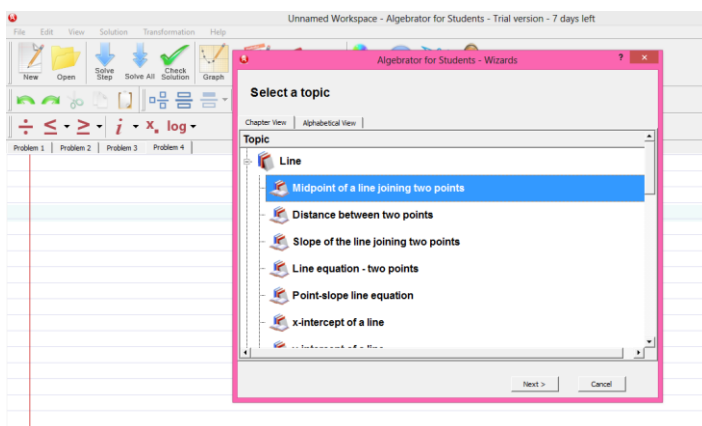 Unnamed Workspace - Algebrator for Students - Trial version - 7 days left
File Edit View Solution Transformation Help
New Open Solve Step Solve All Check Solution Graph
÷ ≤ ≥ i x. log
Problem 1 Problem 2 Problem 3 Problem 4
Algebrator for Students - Wizards ? ×
Select a topic
Chapter View Alphabetical View
Topic
Line
Midpoint of a line joining two points
Distance between two points
Slope of the line joining two points
Line equation - two points
Point-slope line equation
x-intercept of a line
Next > Cancel